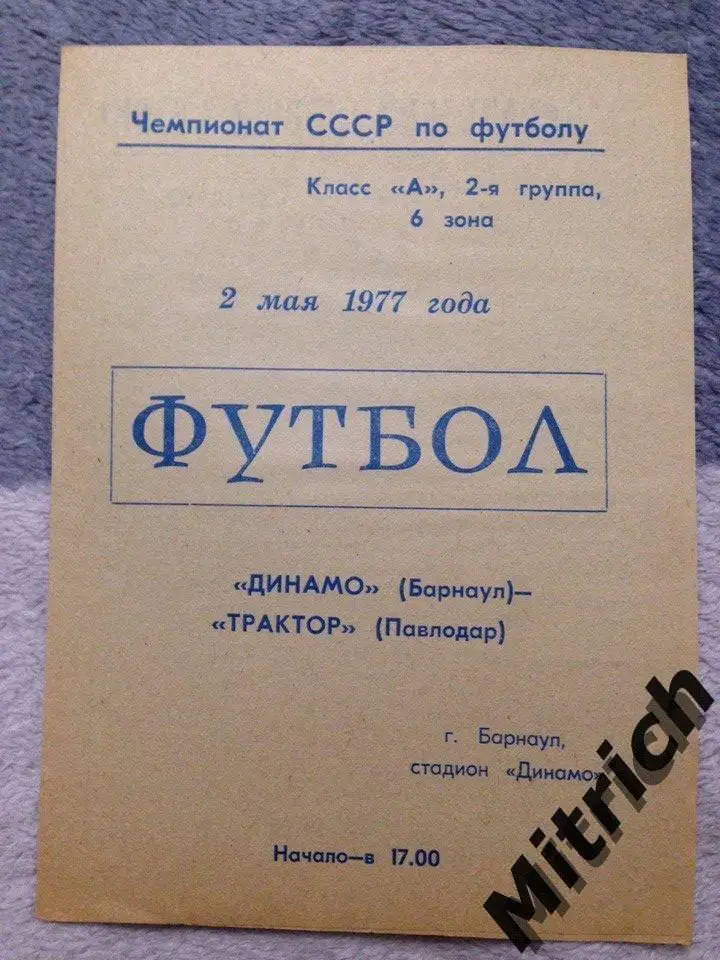 Чемпионат СССР по футболу
Класс «А», 2-я группа,
6 зона
2 мая 1977 года
ФУТБОЛ
«ДИНАМО» (Барнаул)—
«ТРАКТОР» (Павлодар)
г. Барнаул,
стадион «Динамо»
Начало—в 17.00
Mitrich